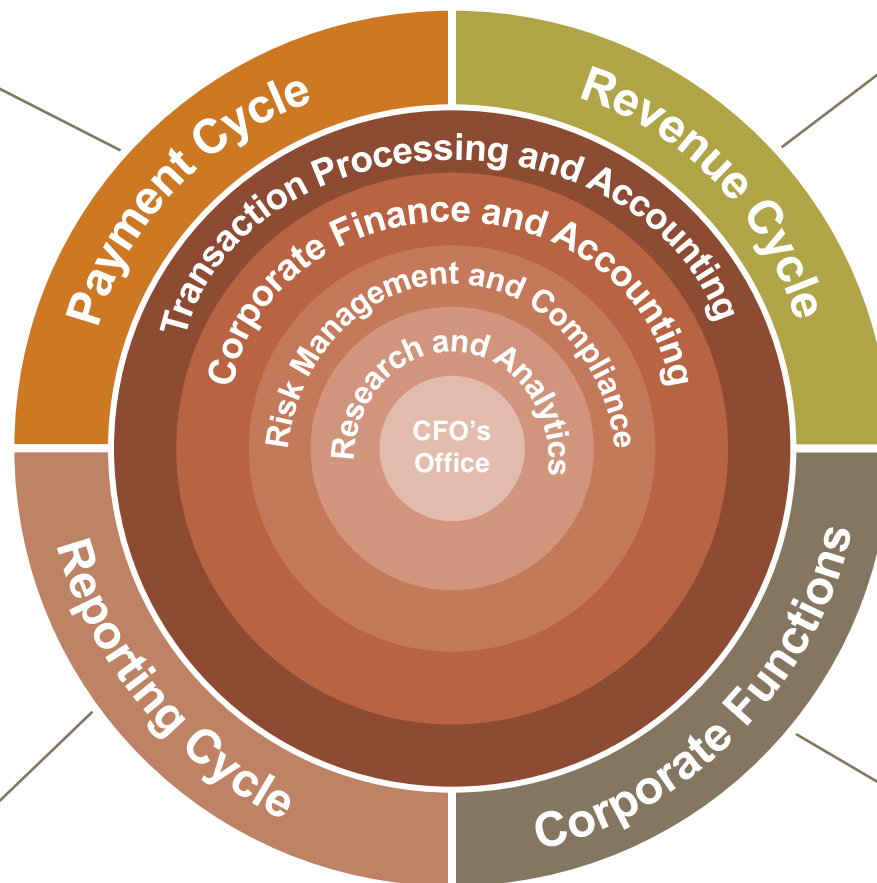 Payment Cycle
Revenue Cycle
Transaction Processing and Accounting
Corporate Finance and Accounting
Risk Management and Compliance
Research and Analytics
CFO’s
Office
Reporting Cycle
Corporate Functions